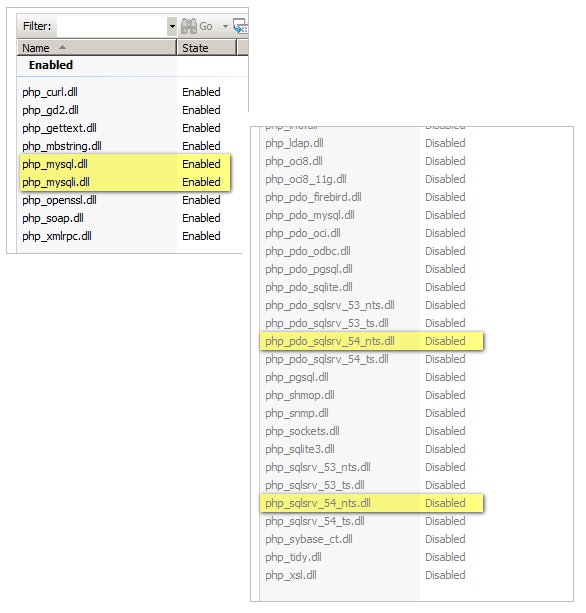 Filter: Go
Name State
Enabled
php_curl.dll Enabled
php_gd2.dll Enabled
php_gettext.dll Enabled
php_mbstring.dll Enabled
php_mysql.dll Enabled
php_mysqli.dll Enabled
php_openssl.dll Enabled
php_soap.dll Enabled
php_xmlrpc.dll Enabled
Disabled
php_ldap.dll Disabled
php_oci8.dll Disabled
php_oci8_11g.dll Disabled
php_pdo_firebird.dll Disabled
php_pdo_mysql.dll Disabled
php_pdo_oci.dll Disabled
php_pdo_odbc.dll Disabled
php_pdo_pgsql.dll Disabled
php_pdo_sqlite.dll Disabled
php_pdo_sqlsrv_53_nts.dll Disabled
php_pdo_sqlsrv_53_ts.dll Disabled
php_pdo_sqlsrv_54_nts.dll Disabled
php_pdo_sqlsrv_54_ts.dll Disabled
php_pgsql.dll Disabled
php_shmop.dll Disabled
php_snmp.dll Disabled
php_sockets.dll Disabled
php_sqlite3.dll Disabled
php_sqlsrv_53_nts.dll Disabled
php_sqlsrv_53_ts.dll Disabled
php_sqlsrv_54_nts.dll Disabled
php_sqlsrv_54_ts.dll Disabled
php_sybase_ct.dll Disabled
php_tidy.dll Disabled
php_xsl.dll Disabled